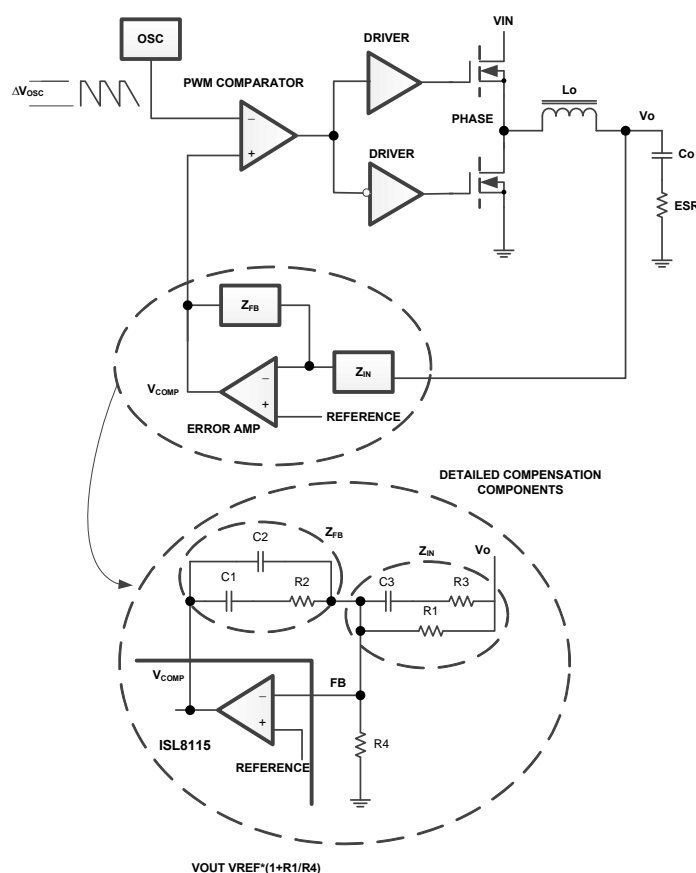 VIN
OSC
DRIVER
PWM COMPARATOR
ΔVOSC
Lo
Vo
PHASE
Co
DRIVER
ESR
ZFB
ZIN
VCOMP
REFERENCE
ERROR AMP
DETAILED COMPENSATION
COMPONENTS
C2
ZFB
ZIN
Vo
C1
R2
C3
R3
R1
VCOMP
FB
R4
ISL8115
REFERENCE
VOUT VREF*(1+R1/R4)